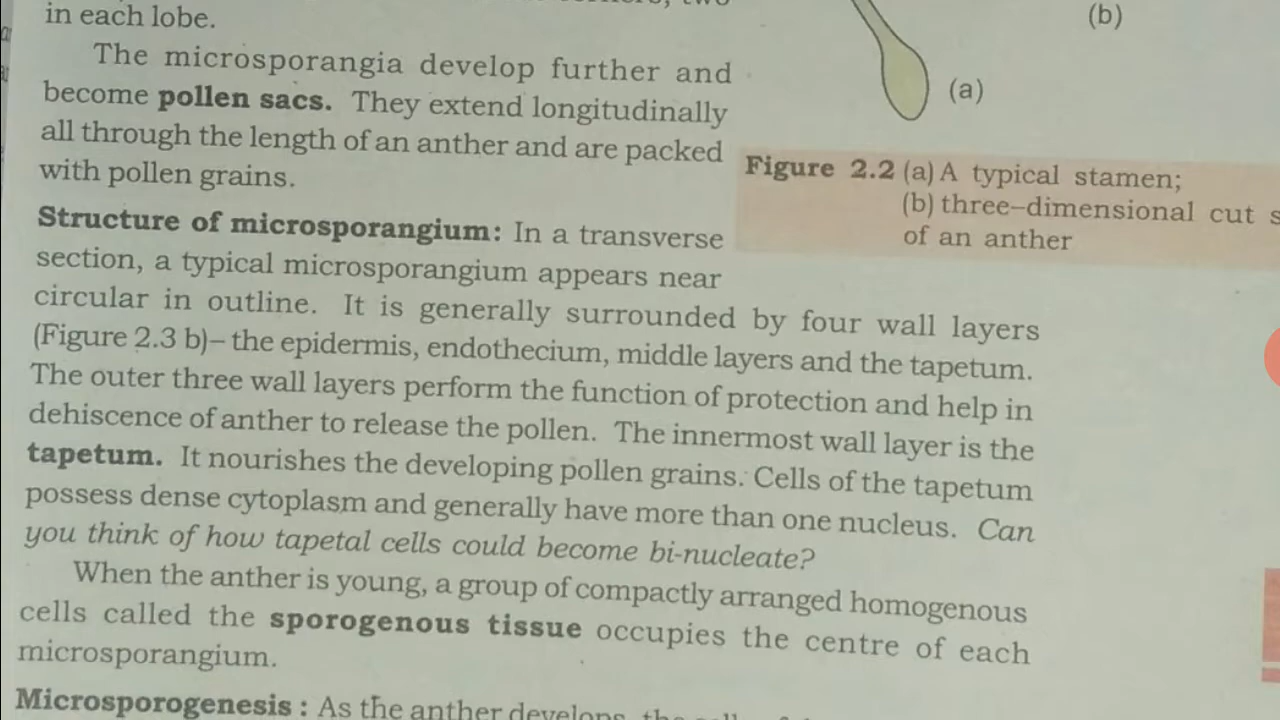 in each lobe.
The microsporangia develop further and
become pollen sacs. They extend longitudinally
all through the length of an anther and are packed
with pollen grains.
(b)
(a)
Figure 2.2 (a) A typical stamen;
(b) three–dimensional cut s
of an anther
Structure of microsporangium: In a transverse
section, a typical microsporangium appears near
circular in outline. It is generally surrounded by four wall layers
(Figure 2.3 b)– the epidermis, endothecium, middle layers and the tapetum.
The outer three wall layers perform the function of protection and help in
dehiscence of anther to release the pollen. The innermost wall layer is the
tapetum. It nourishes the developing pollen grains. Cells of the tapetum
possess dense cytoplasm and generally have more than one nucleus. Can
you think of how tapetal cells could become bi-nucleate?
When the anther is young, a group of compactly arranged homogenous
cells called the sporogenous tissue occupies the centre of each
microsporangium.
Microsporogenesis : As the anther develops, the